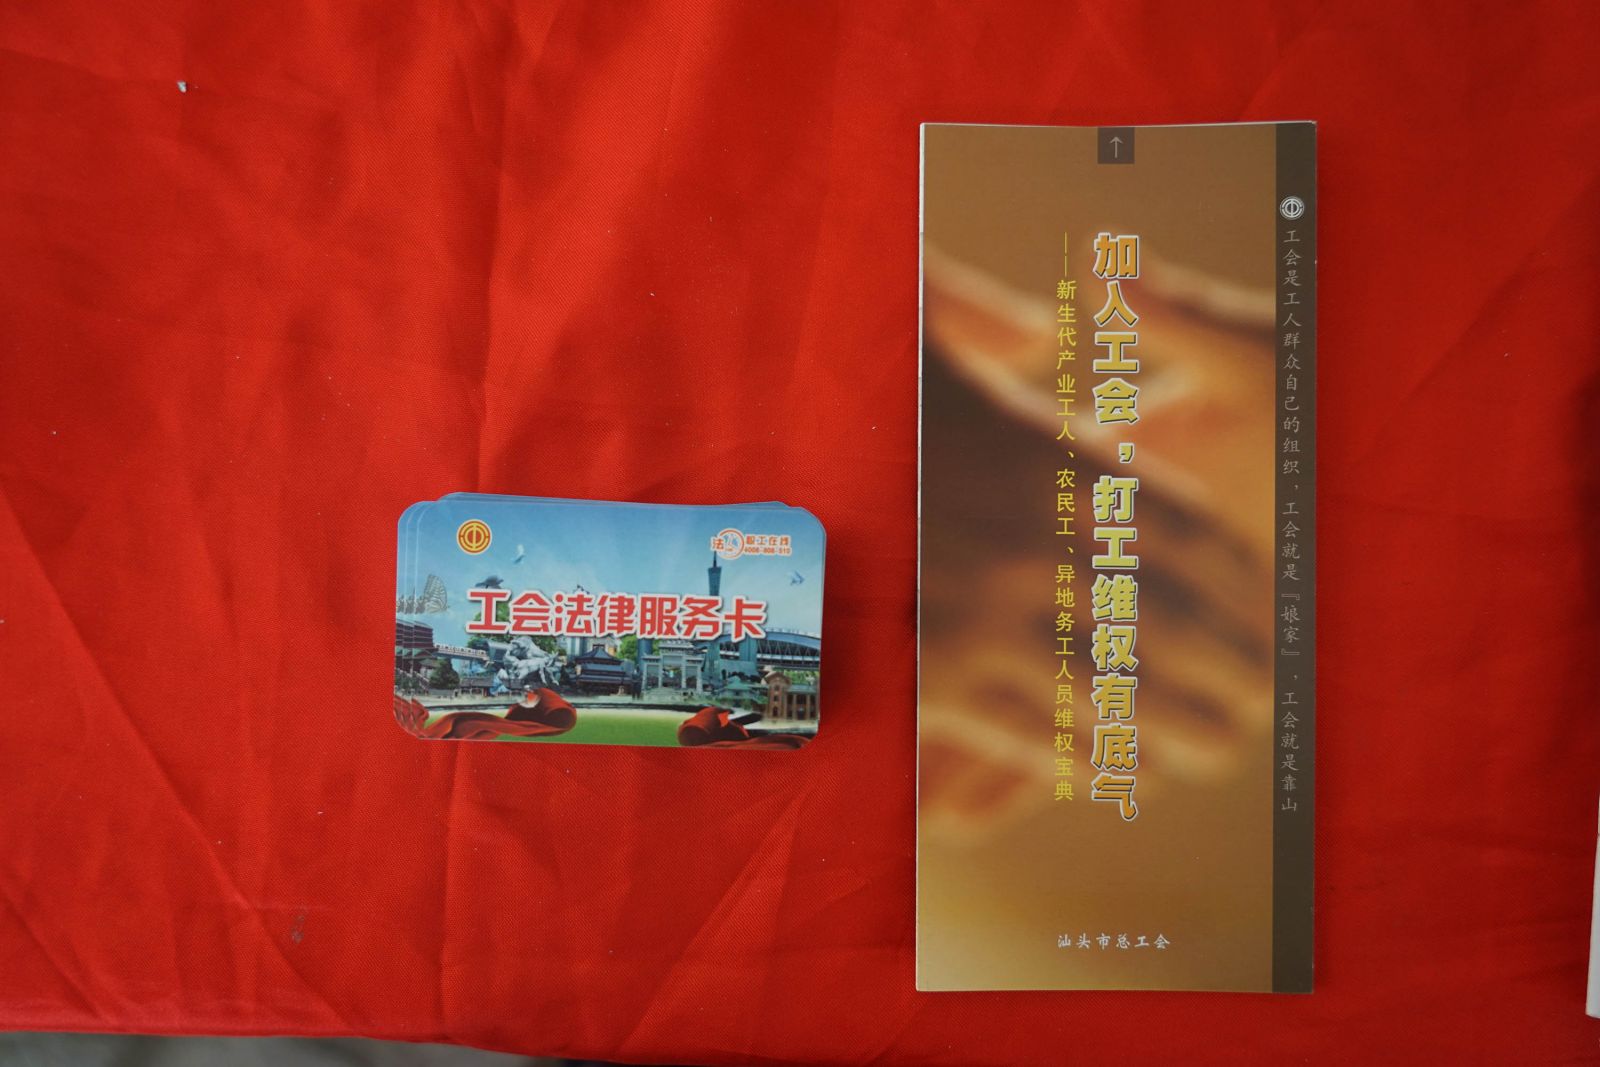 法
职工在线
4008-808-310
工会法律服务卡
↑
工会是工人群众自己的组织，工会就是『娘家』，工会就是靠山
加入工会，打工维权有底气
——新生代产业工人、农民工、异地务工人员维权宝典
汕头市总工会